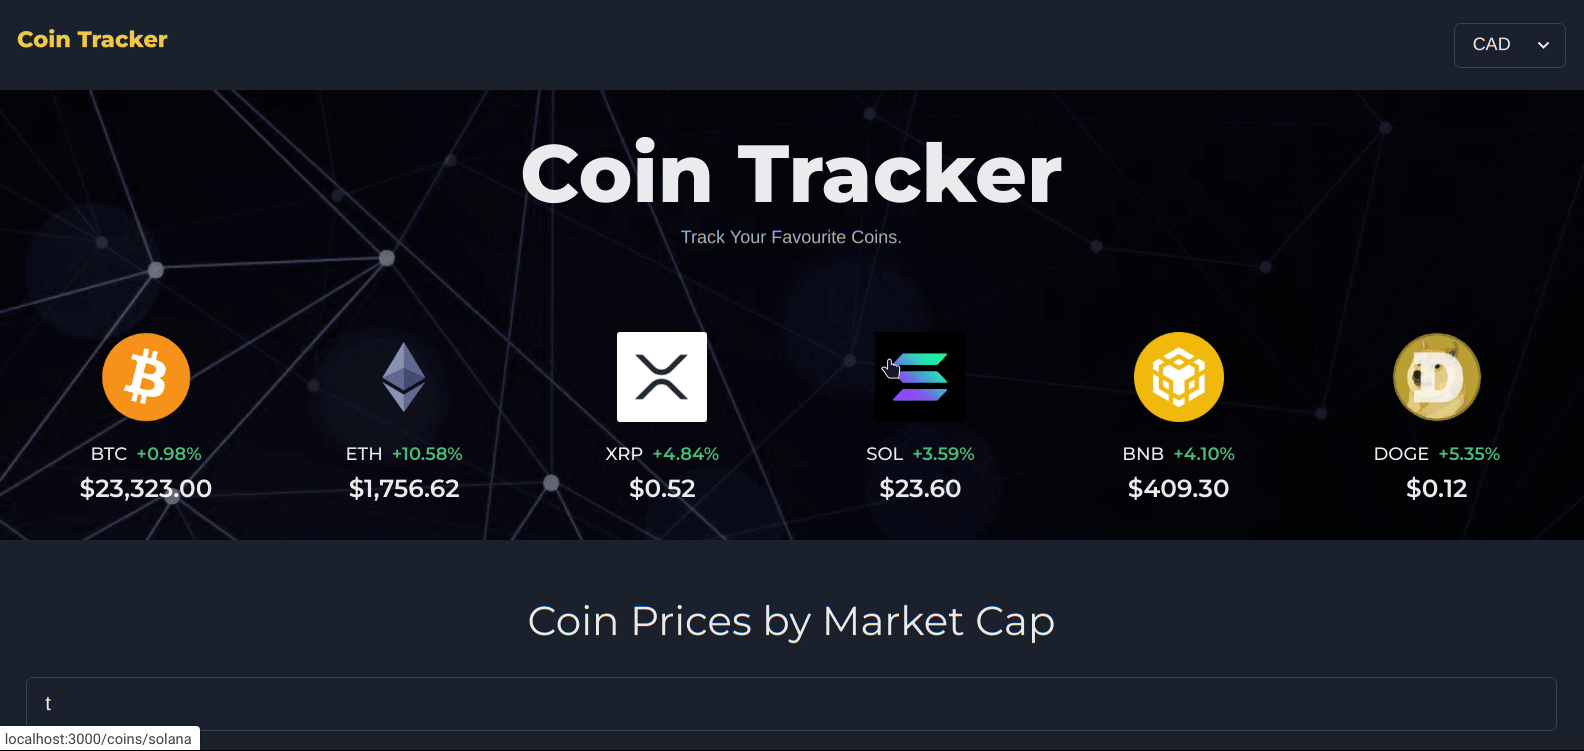 Coin Tracker
CAD
Coin Tracker
Track Your Favourite Coins.
BTC +0.98%
$23,323.00
ETH +10.58%
$1,756.62
XRP +4.84%
$0.52
SOL +3.59%
$23.60
BNB +4.10%
$409.30
D
DOGE +5.35%
$0.12
Coin Prices by Market Cap
t
localhost:3000/coins/solana